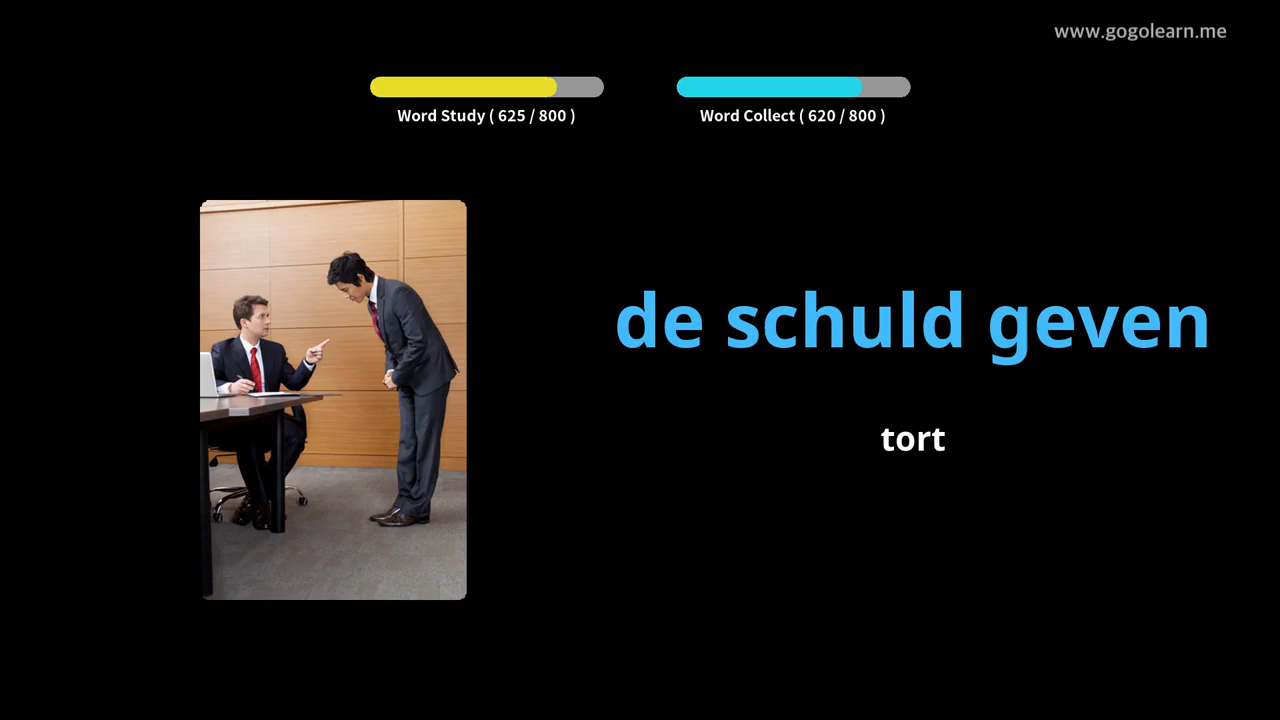 www.gogolearn.me
Word Study ( 625 / 800 )
Word Collect ( 620 / 800 )
de schuld geven
tort